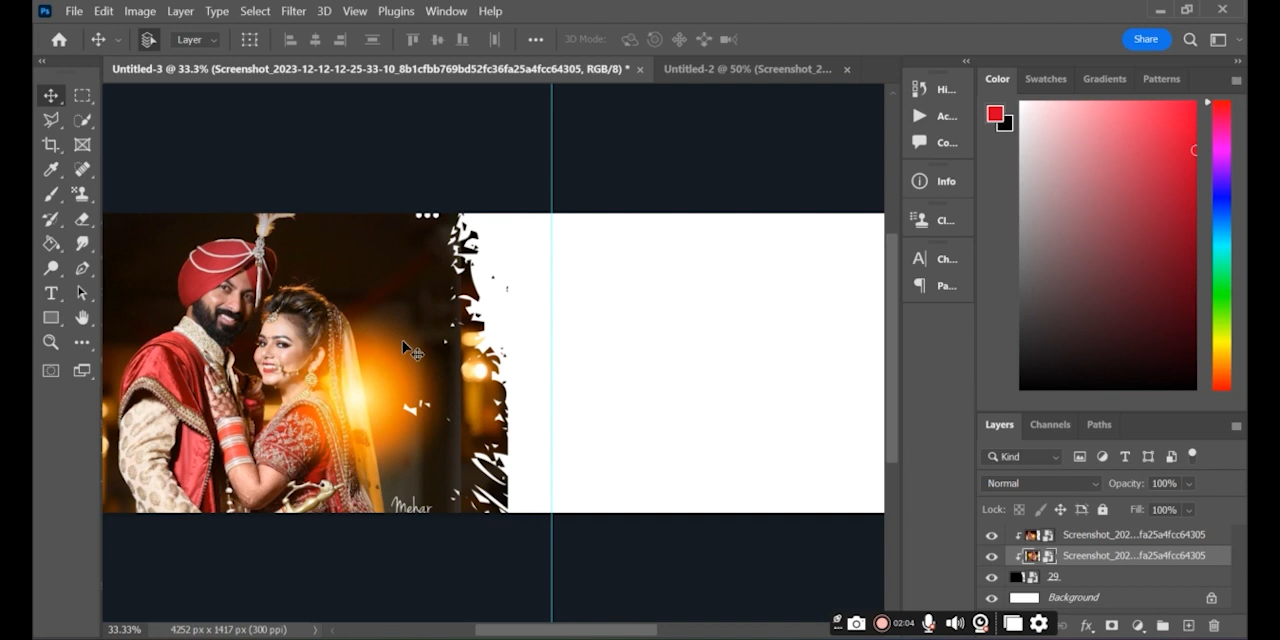 Ps File Edit Image Layer Type Select Filter 3D View Plugins Window Help
Layer 3D Mode: Share
Untitled-3 @ 33.3% (Screenshot_2023-12-12-12-25-33-10_8b1cfbb769bd52fc36fa25a4fcc64305, RGB/8) * × Untitled-2 @ 50% (Screenshot_2... ×
Hi...
Ac...
Co...
Info
Cl...
Ch...
Pa...
Color Swatches Gradients Patterns
Mehar
Layers Channels Paths
Kind
Normal Opacity: 100%
Lock: Fill: 100%
Screenshot_202...fa25a4fcc64305
Screenshot_202...fa25a4fcc64305
29.
Background
33.33% 4252 px x 1417 px (300 ppi)
02:04
fx